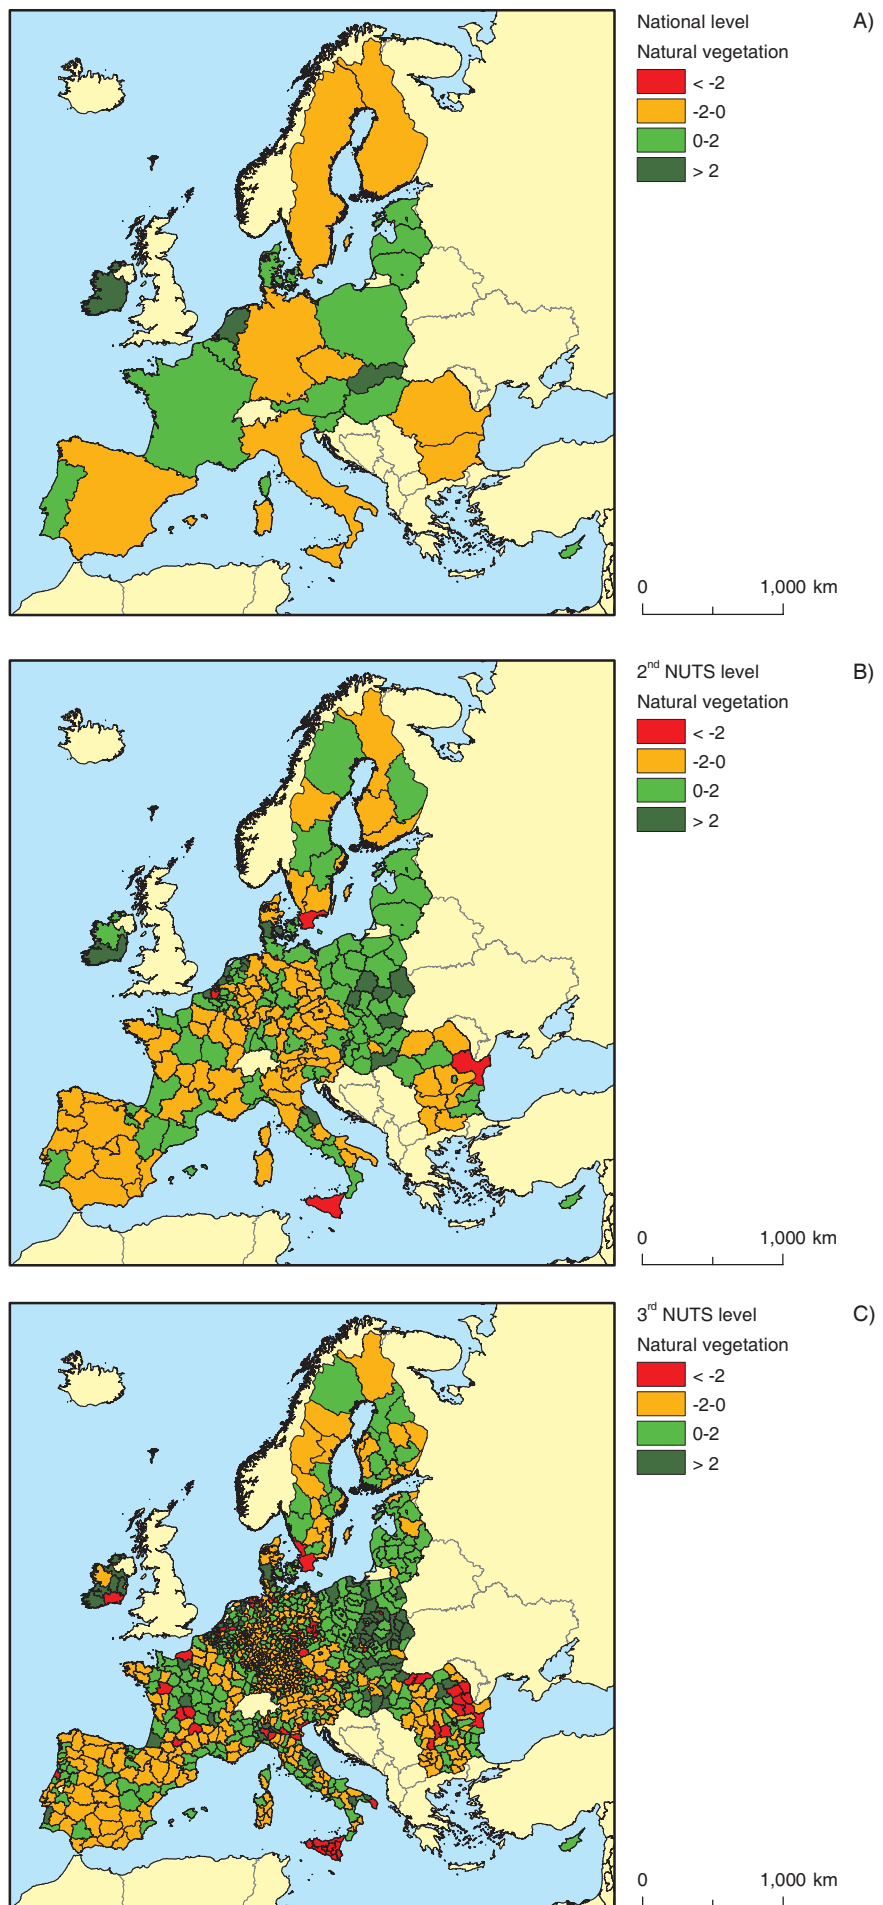 National level A)
Natural vegetation
< -2
-2-0
0-2
> 2
0 1,000 km
2nd NUTS level B)
Natural vegetation
< -2
-2-0
0-2
> 2
0 1,000 km
3rd NUTS level C)
Natural vegetation
< -2
-2-0
0-2
> 2
0 1,000 km